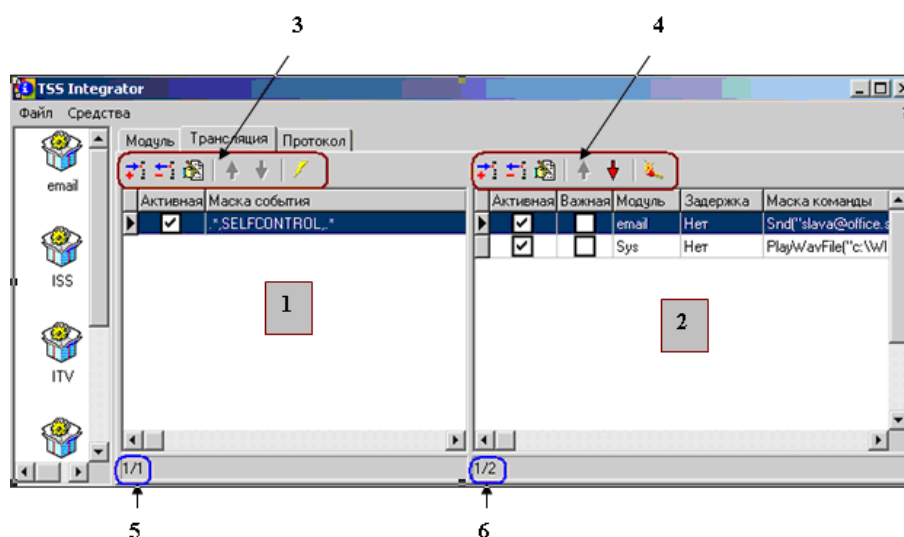 3 4
TSS Integrator
Файл Средства
Модуль Трансляция Протокол
email
ISS
ITV
Активная Маска события
.*,SELFCONTROL,.*
Активная Важная Модуль Задержка Маска команды
email Нет Snd("slava@office.s
Sys Нет PlayWavFile("c:\WI
1
2
1/1
1/2
5 6